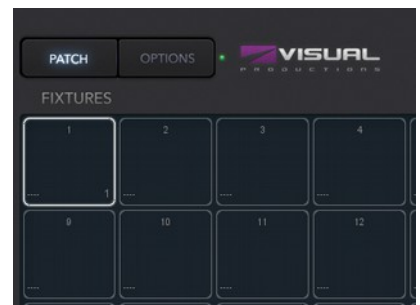 PATCH OPTIONS VISUAL
PRODUCTIONS
FIXTURES
1 2 3 4
---- 1 ---- ---- ----
9 10 11 12
---- ---- ---- ----